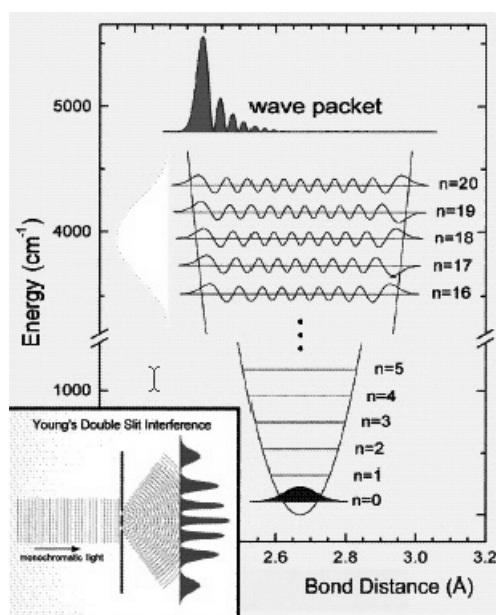 5000
wave packet
n=20
n=19
4000
n=18
n=17
n=16
Energy (cm⁻¹)
n=5
1000
n=4
n=3
n=2
n=1
n=0
Young's Double Slit Interference
monochromatic light
2.6
2.8
3.0
3.2
Bond Distance (Å)